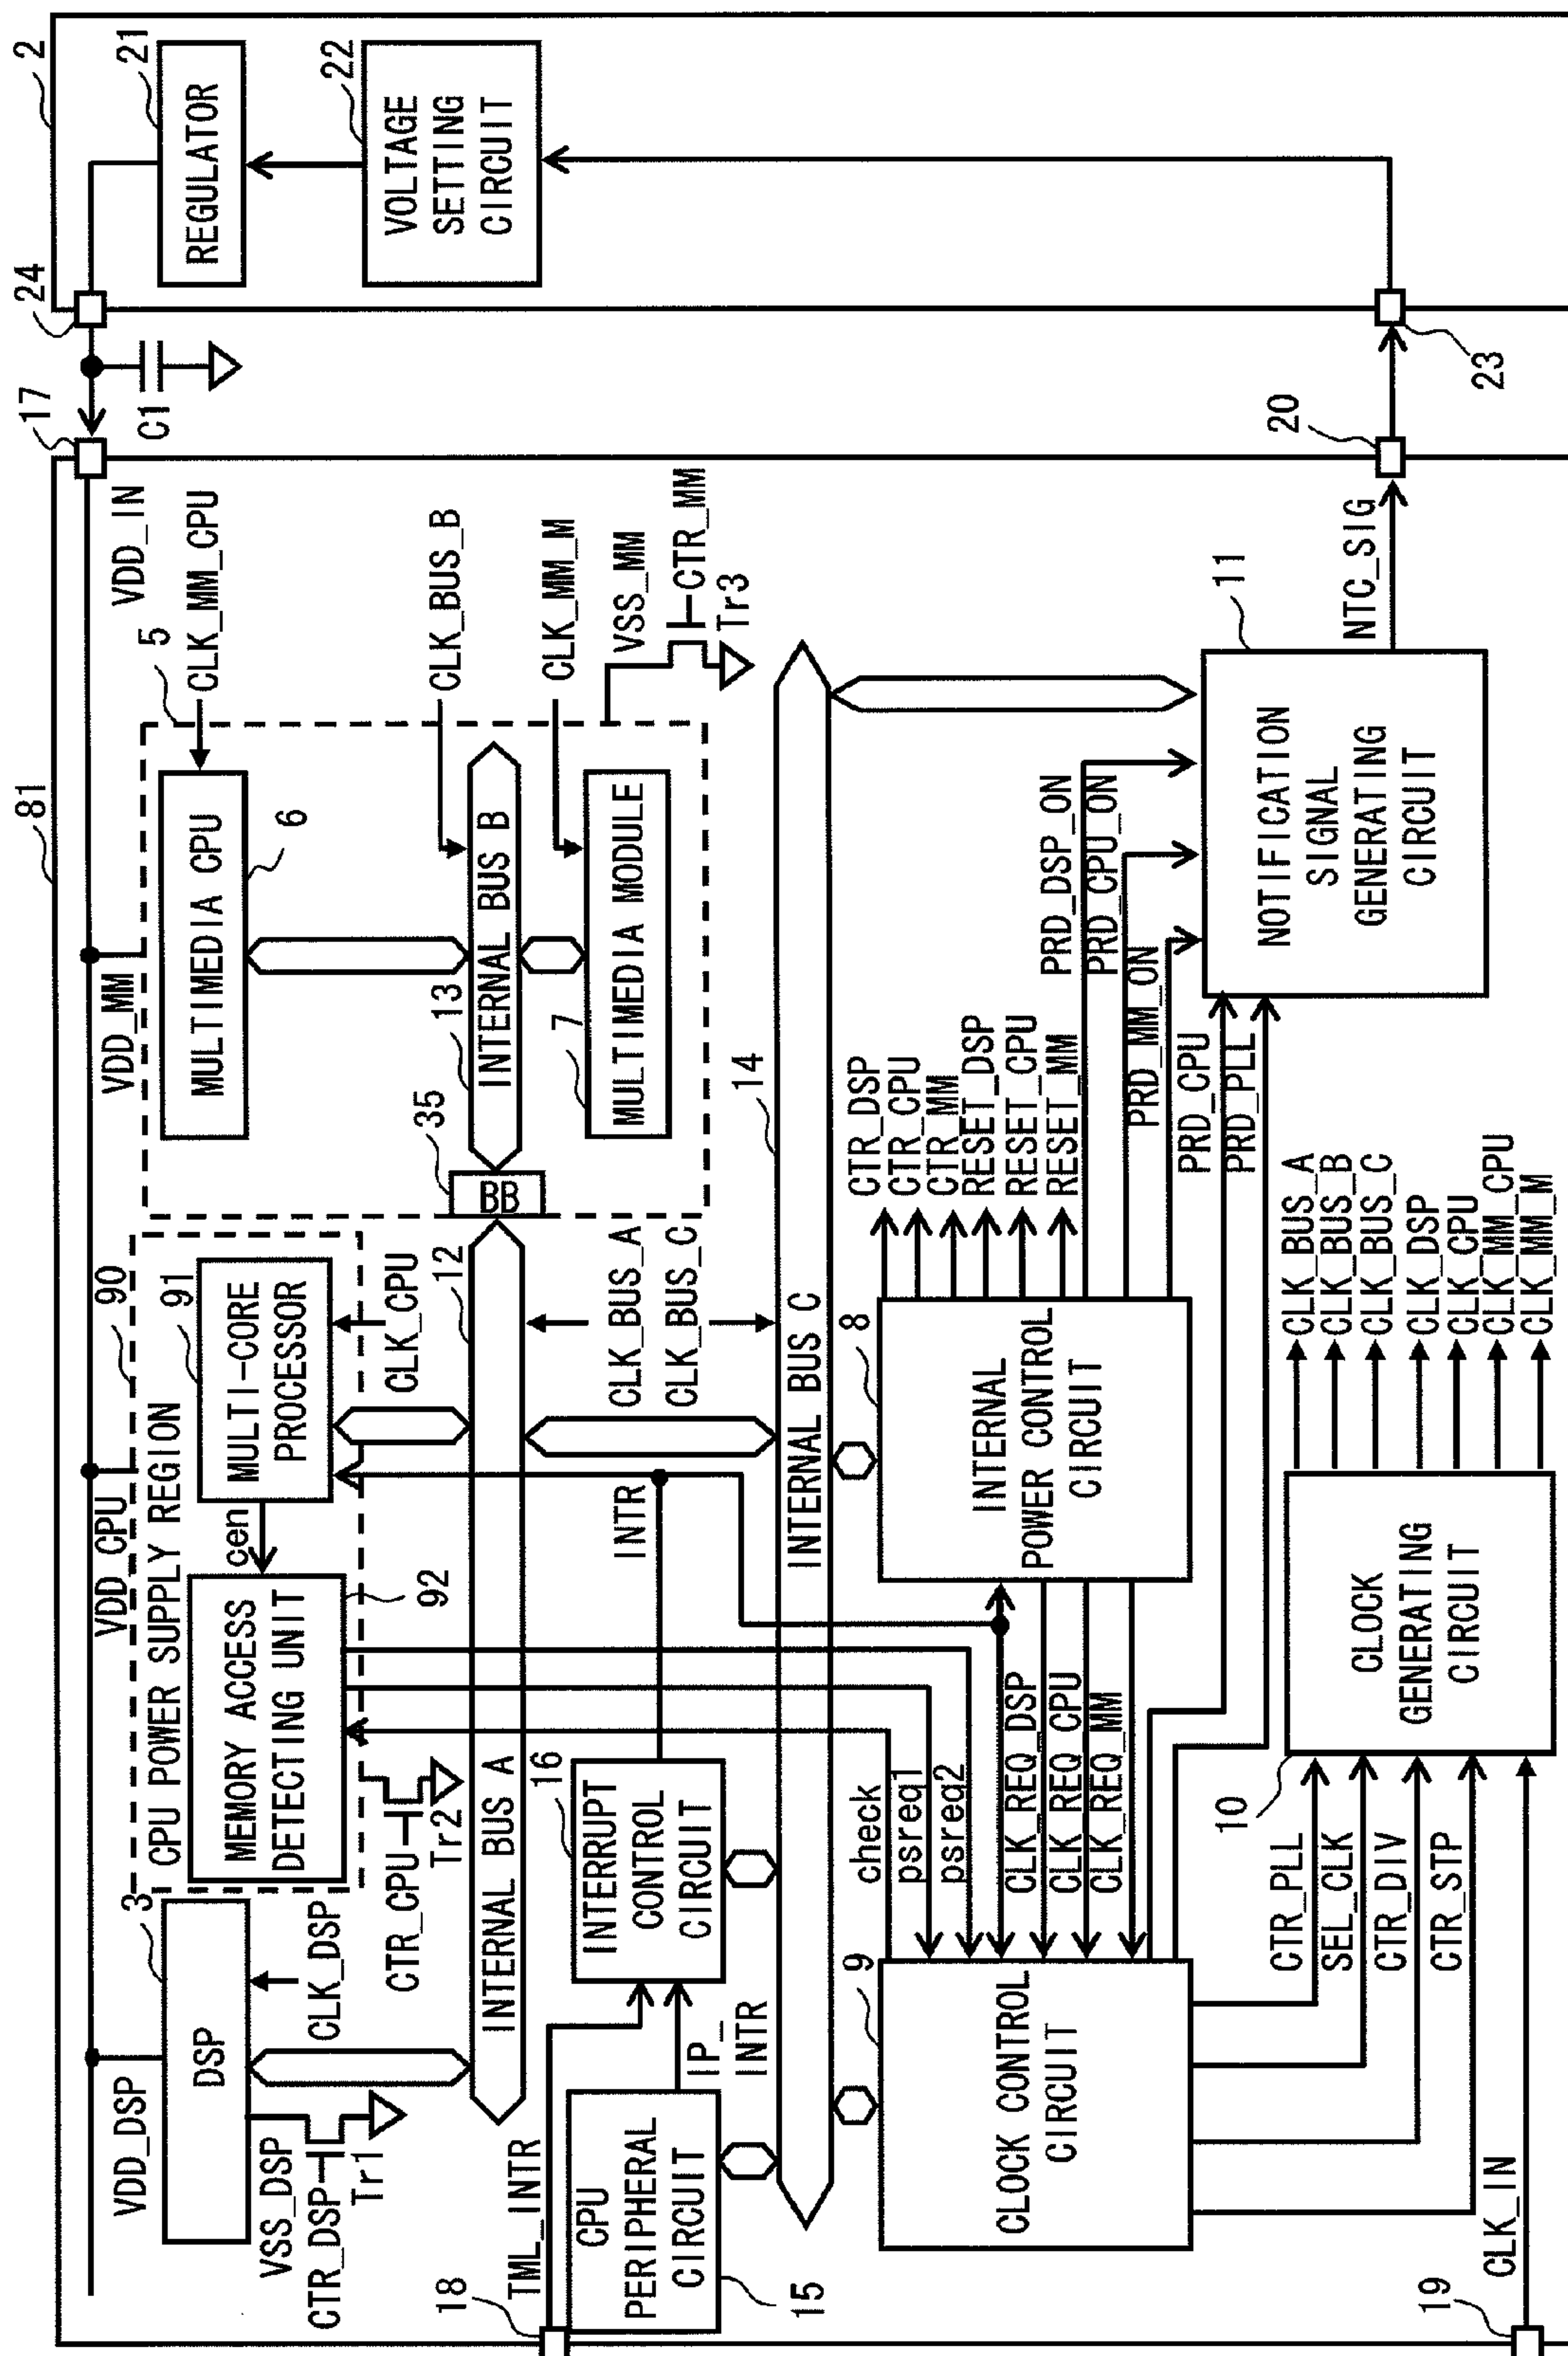 81
2
17
24
VDD_IN
C1
REGULATOR
21
VOLTAGE
SETTING
CIRCUIT
22
VDD_DSP
DSP
3
VSS_DSP
CTR_DSP
Tr1
CLK_DSP
VDD_CPU
CPU POWER SUPPLY REGION
90
MEMORY ACCESS
DETECTING UNIT
92
cen
MULTI-CORE
PROCESSOR
91
CLK_CPU
CTR_CPU
Tr2
VDD_MM
5
MULTIMEDIA CPU
6
CLK_MM_CPU
INTERNAL BUS A
12
BB
35
INTERNAL BUS B
13
CLK_BUS_B
MULTIMEDIA MODULE
7
CLK_MM_M
VSS_MM
CTR_MM
Tr3
CLK_BUS_A
CLK_BUS_C
18
TML_INTR
CPU
PERIPHERAL
CIRCUIT
15
IP_
INTR
INTERRUPT
CONTROL
CIRCUIT
16
INTR
INTERNAL BUS C
14
CLOCK CONTROL
CIRCUIT
9
check
psreq1
psreq2
CLK_REQ_DSP
CLK_REQ_CPU
CLK_REQ_MM
INTERNAL
POWER CONTROL
CIRCUIT
8
CTR_DSP
CTR_CPU
CTR_MM
RESET_DSP
RESET_CPU
RESET_MM
PRD_DSP_ON
PRD_CPU_ON
PRD_MM_ON
PRD_CPU
PRD_PLL
NOTIFICATION
SIGNAL
GENERATING
CIRCUIT
11
NTC_SIG
20
23
CTR_PLL
SEL_CLK
CTR_DIV
CTR_STP
19
CLK_IN
CLOCK
GENERATING
CIRCUIT
10
CLK_BUS_A
CLK_BUS_B
CLK_BUS_C
CLK_DSP
CLK_CPU
CLK_MM_CPU
CLK_MM_M